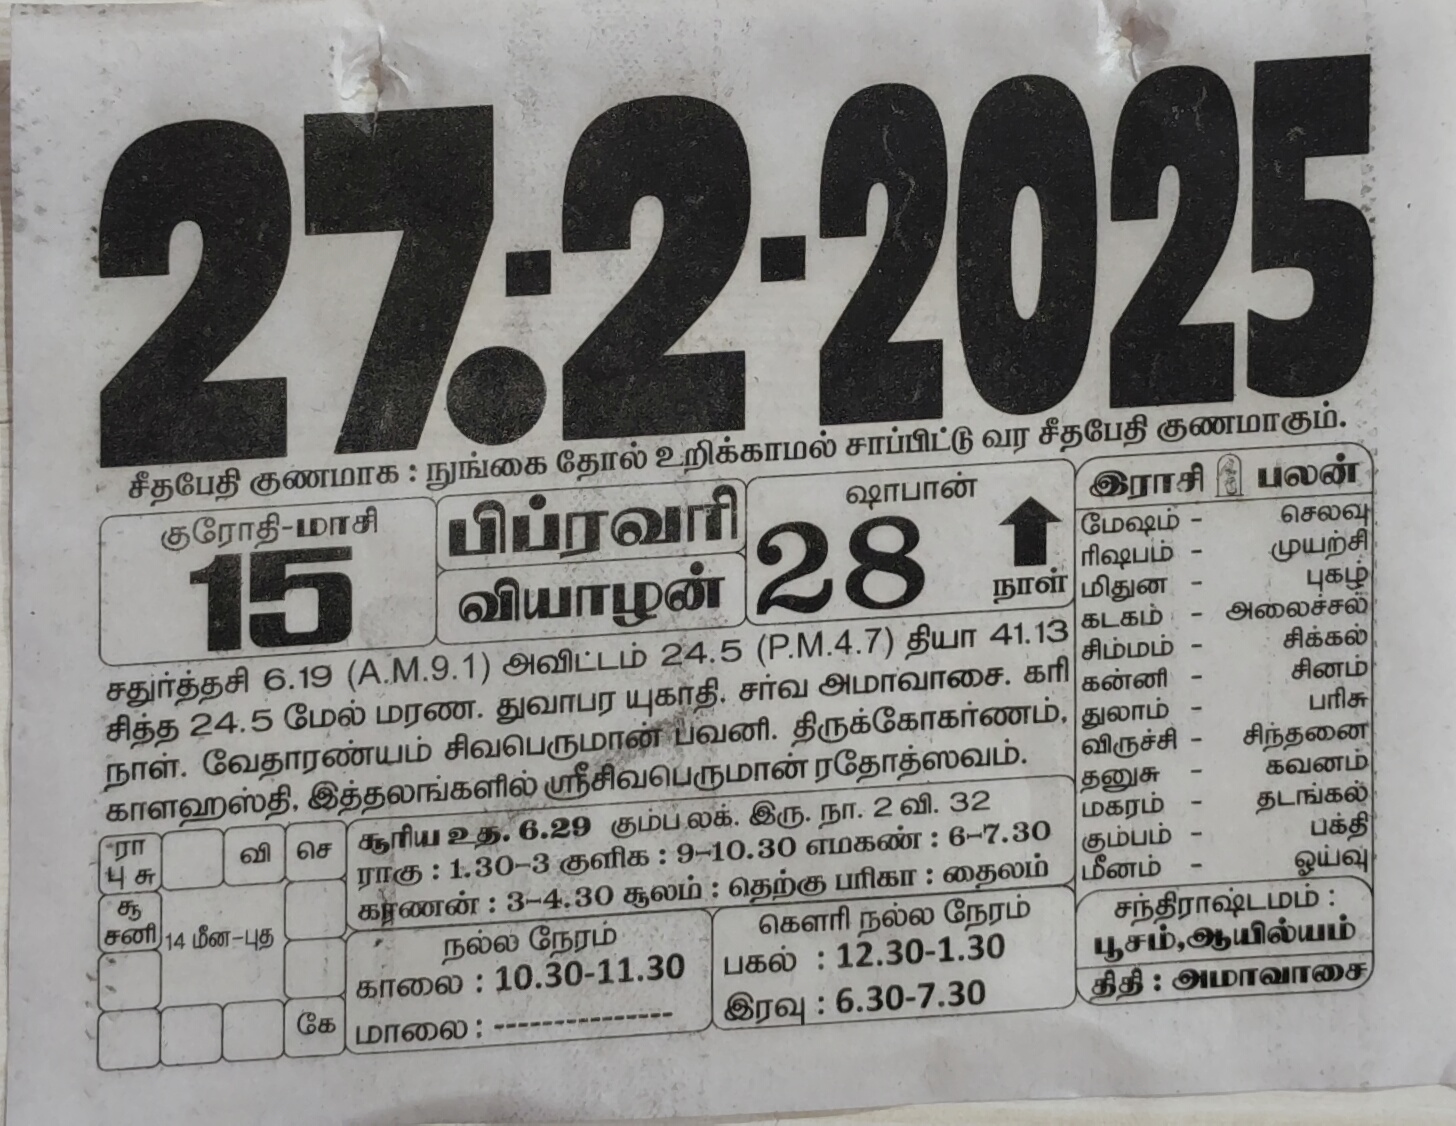 27.2.2025
சீதபேதி குணமாக : நுங்கை தோல் உறிக்காமல் சாப்பிட்டு வர சீதபேதி குணமாகும்.
குரோதி-மாசி
15
பிப்ரவரி
வியாழன்
ஷாபான்
28
நாள்
சதுர்த்தசி 6.19 (A.M.9.1) அவிட்டம் 24.5 (P.M.4.7) தியா 41.13
சித்த 24.5 மேல் மரண. துவாபர யுகாதி. சர்வ அமாவாசை. கரி
நாள். வேதாரண்யம் சிவபெருமான் பவனி. திருக்கோகர்ணம்,
காளஹஸ்தி, இத்தலங்களில் ஸ்ரீசிவபெருமான் ரதோத்ஸவம்.
ரா
பு சு
வி
செ
சூ
சனி
14 மீன-புத
கே
சூரிய உத. 6.29 கும்ப லக். இரு. நா. 2 வி. 32
ராகு : 1.30-3 குளிக : 9-10.30 எமகண் : 6-7.30
கரணன் : 3-4.30 சூலம் : தெற்கு பரிகா : தைலம்
நல்ல நேரம்
காலை : 10.30-11.30
மாலை : --------------
கௌரி நல்ல நேரம்
பகல் : 12.30-1.30
இரவு : 6.30-7.30
இராசி பலன்
மேஷம் - செலவு
ரிஷபம் - முயற்சி
மிதுன - புகழ்
கடகம் - அலைச்சல்
சிம்மம் - சிக்கல்
கன்னி - சினம்
துலாம் - பரிசு
விருச்சி - சிந்தனை
தனுசு - கவனம்
மகரம் - தடங்கல்
கும்பம் - பக்தி
மீனம் - ஓய்வு
சந்திராஷ்டமம் :
பூசம்,ஆயில்யம்
திதி : அமாவாசை